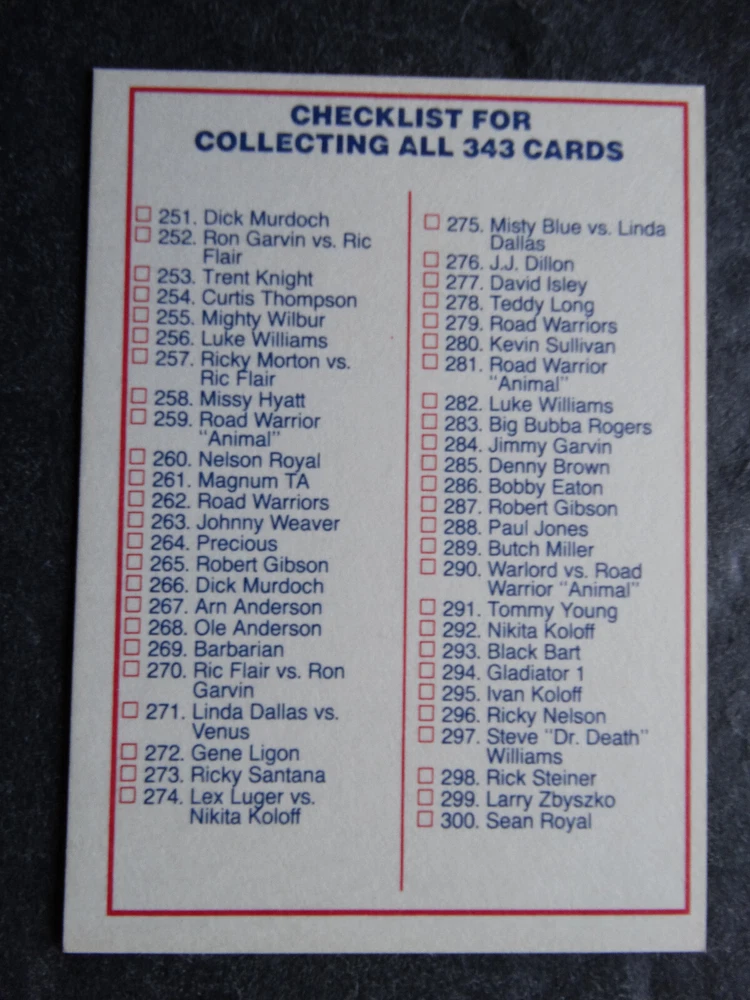 CHECKLIST FOR
COLLECTING ALL 343 CARDS
251. Dick Murdoch
252. Ron Garvin vs. Ric
Flair
253. Trent Knight
254. Curtis Thompson
255. Mighty Wilbur
256. Luke Williams
257. Ricky Morton vs.
Ric Flair
258. Missy Hyatt
259. Road Warrior
"Animal"
260. Nelson Royal
261. Magnum TA
262. Road Warriors
263. Johnny Weaver
264. Precious
265. Robert Gibson
266. Dick Murdoch
267. Arn Anderson
268. Ole Anderson
269. Barbarian
270. Ric Flair vs. Ron
Garvin
271. Linda Dallas vs.
Venus
272. Gene Ligon
273. Ricky Santana
274. Lex Luger vs.
Nikita Koloff
275. Misty Blue vs. Linda
Dallas
276. J.J. Dillon
277. David Isley
278. Teddy Long
279. Road Warriors
280. Kevin Sullivan
281. Road Warrior
"Animal"
282. Luke Williams
283. Big Bubba Rogers
284. Jimmy Garvin
285. Denny Brown
286. Bobby Eaton
287. Robert Gibson
288. Paul Jones
289. Butch Miller
290. Warlord vs. Road
Warrior "Animal"
291. Tommy Young
292. Nikita Koloff
293. Black Bart
294. Gladiator 1
295. Ivan Koloff
296. Ricky Nelson
297. Steve "Dr. Death"
Williams
298. Rick Steiner
299. Larry Zbyszko
300. Sean Royal